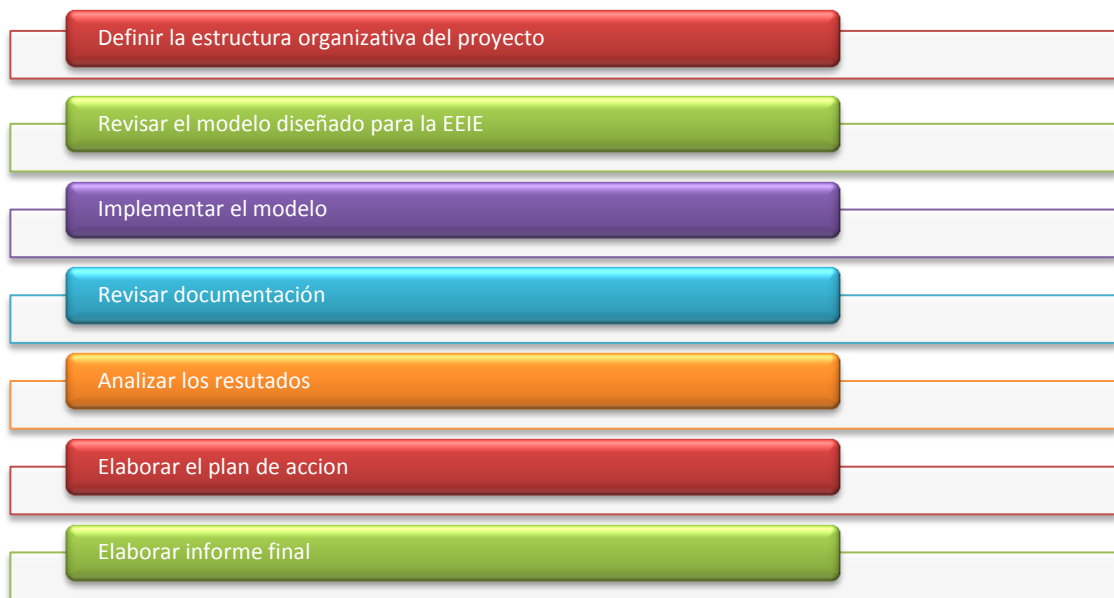 Definir la estructura organizativa del proyecto
Revisar el modelo diseñado para la EEIE
Implementar el modelo
Revisar documentación
Analizar los resutados
Elaborar el plan de accion
Elaborar informe final